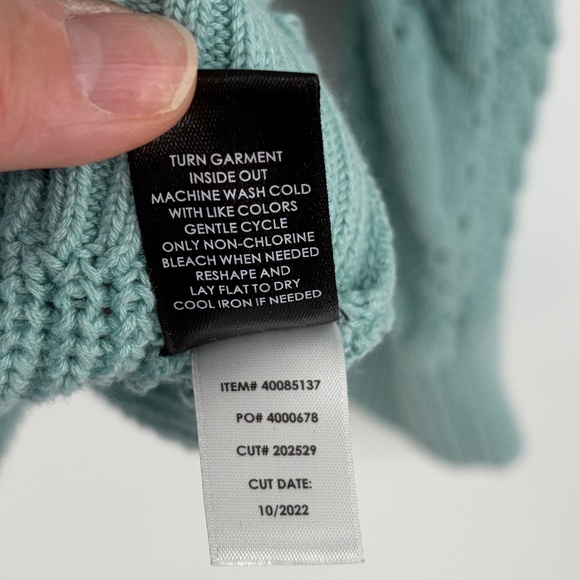 TURN GARMENT
INSIDE OUT
MACHINE WASH COLD
WITH LIKE COLORS
GENTLE CYCLE
ONLY NON-CHLORINE
BLEACH WHEN NEEDED
RESHAPE AND
LAY FLAT TO DRY
COOL IRON IF NEEDED
ITEM# 40085137
PO# 4000678
CUT# 202529
CUT DATE:
10/2022